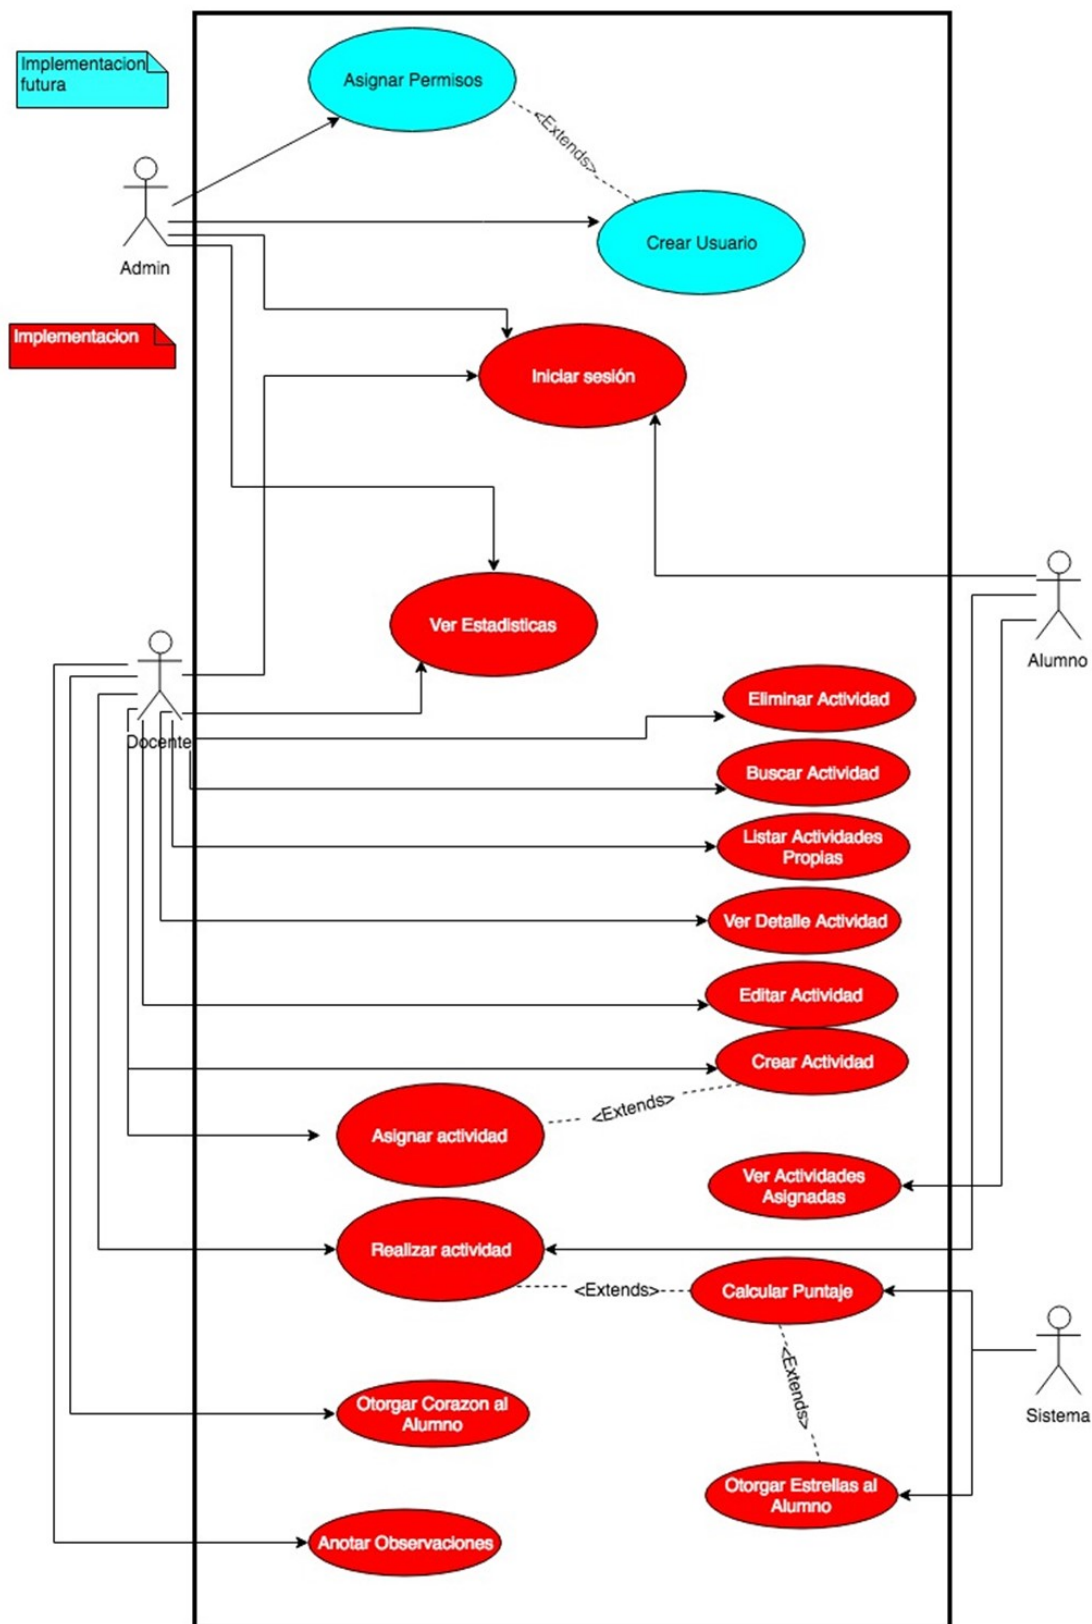 Implementacion
futura
Asignar Permisos
<Extends>
Crear Usuario
Admin
Implementacion
Iniciar sesión
Ver Estadisticas
Alumno
Docente
Eliminar Actividad
Buscar Actividad
Listar Actividades
Propias
Ver Detalle Actividad
Editar Actividad
Crear Actividad
<Extends>
Asignar actividad
Ver Actividades
Asignadas
Realizar actividad
<Extends>
Calcular Puntaje
<Extends>
Sistema
Otorgar Corazon al
Alumno
Otorgar Estrellas al
Alumno
Anotar Observaciones